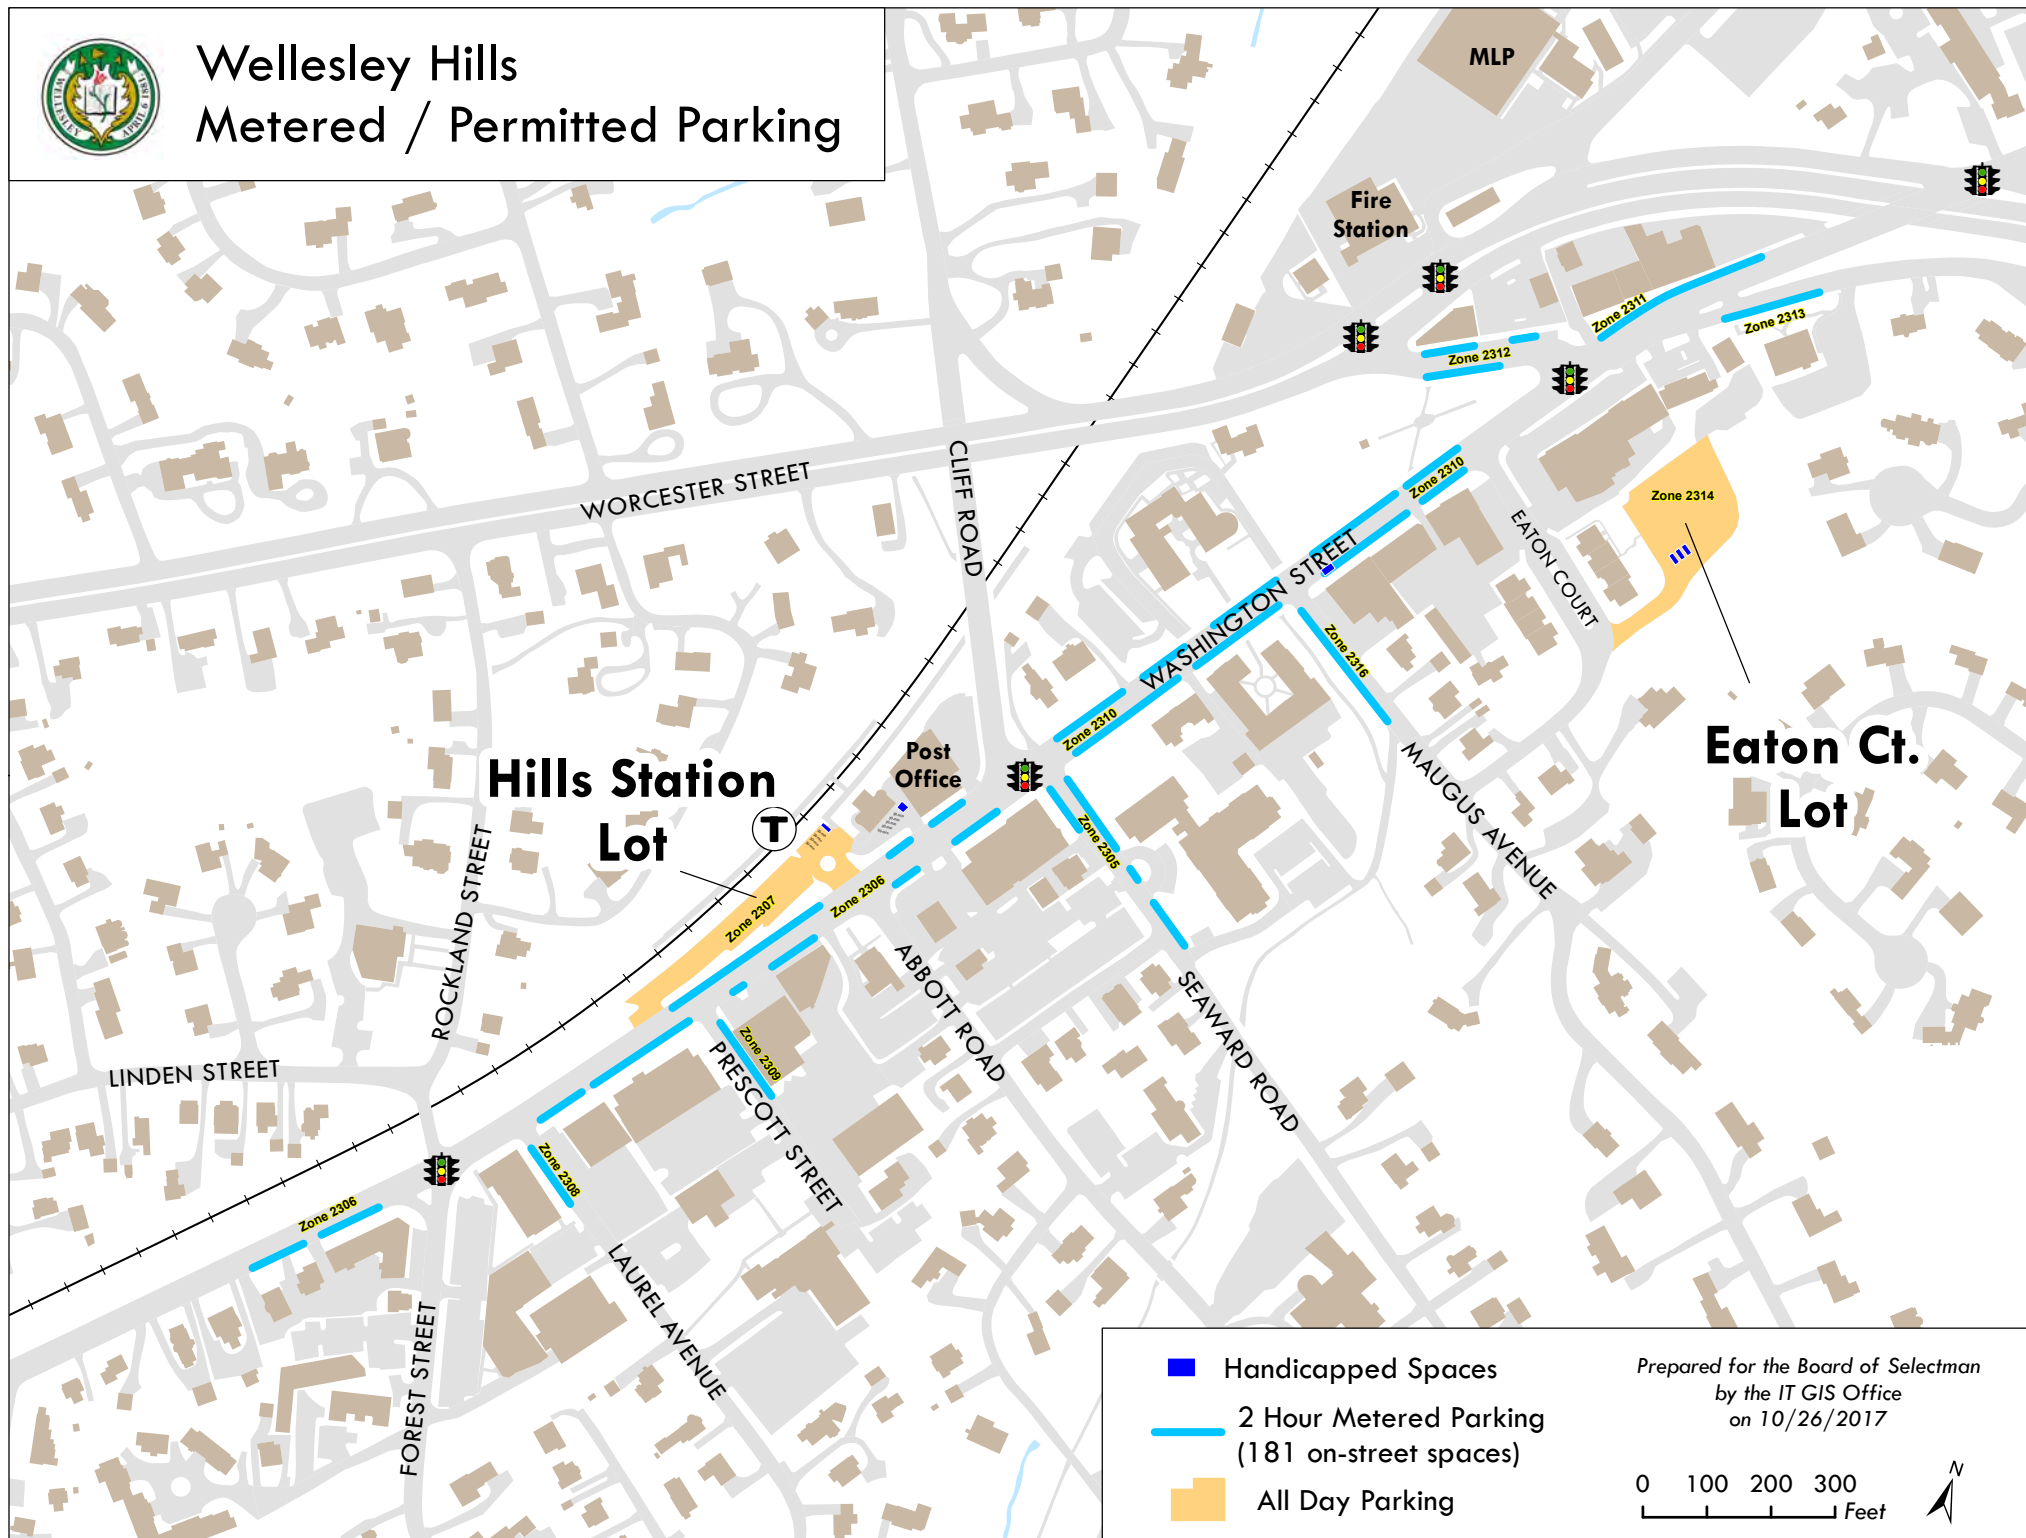 Wellesley Hills
Metered / Permitted Parking
WELLESLEY
APRIL 6 1881
MLP
Fire
Station
Zone 2311
Zone 2313
Zone 2312
CLIFF ROAD
WORCESTER STREET
Zone 2310
Zone 2314
EATON COURT
WASHINGTON STREET
Zone 2316
Zone 2310
Eaton Ct.
Lot
MAUGUS AVENUE
Post
Office
Hills Station
Lot
T
Zone 2305
Zone 2306
Zone 2307
ROCKLAND STREET
ABBOTT ROAD
SEAWARD ROAD
LINDEN STREET
Zone 2309
PRESCOTT STREET
Zone 2308
Zone 2306
LAUREL AVENUE
FOREST STREET
Handicapped Spaces
2 Hour Metered Parking
(181 on-street spaces)
All Day Parking
Prepared for the Board of Selectman
by the IT GIS Office
on 10/26/2017
0 100 200 300
Feet
N